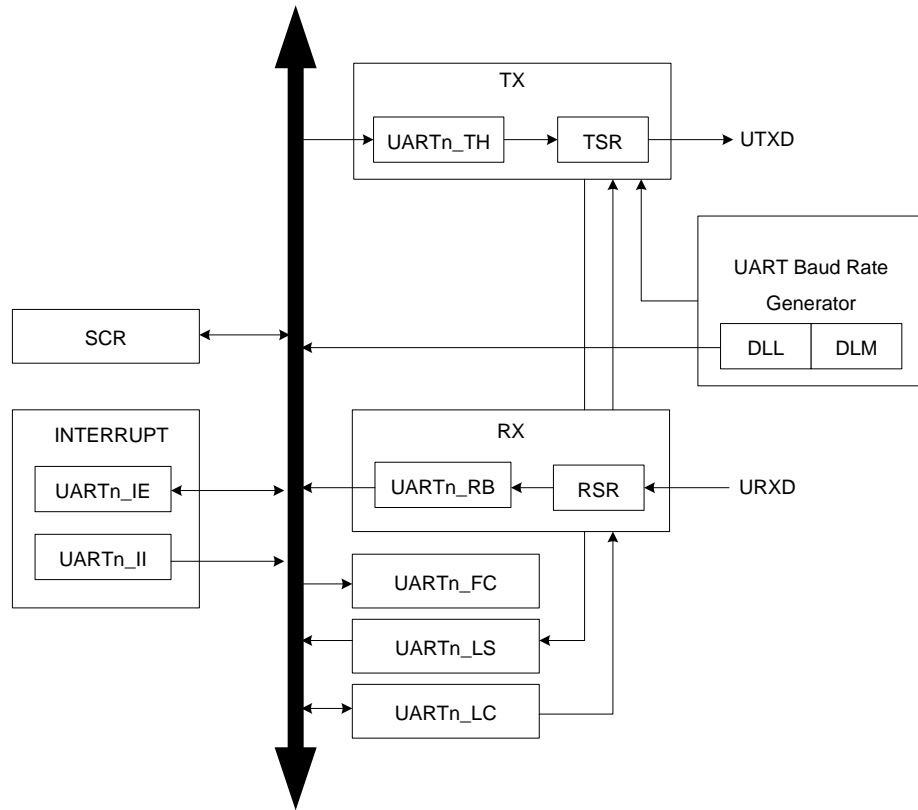 TX
UARTn_TH
TSR
UTXD
UART Baud Rate
Generator
DLL
DLM
SCR
INTERRUPT
UARTn_IE
UARTn_II
RX
UARTn_RB
RSR
URXD
UARTn_FC
UARTn_LS
UARTn_LC